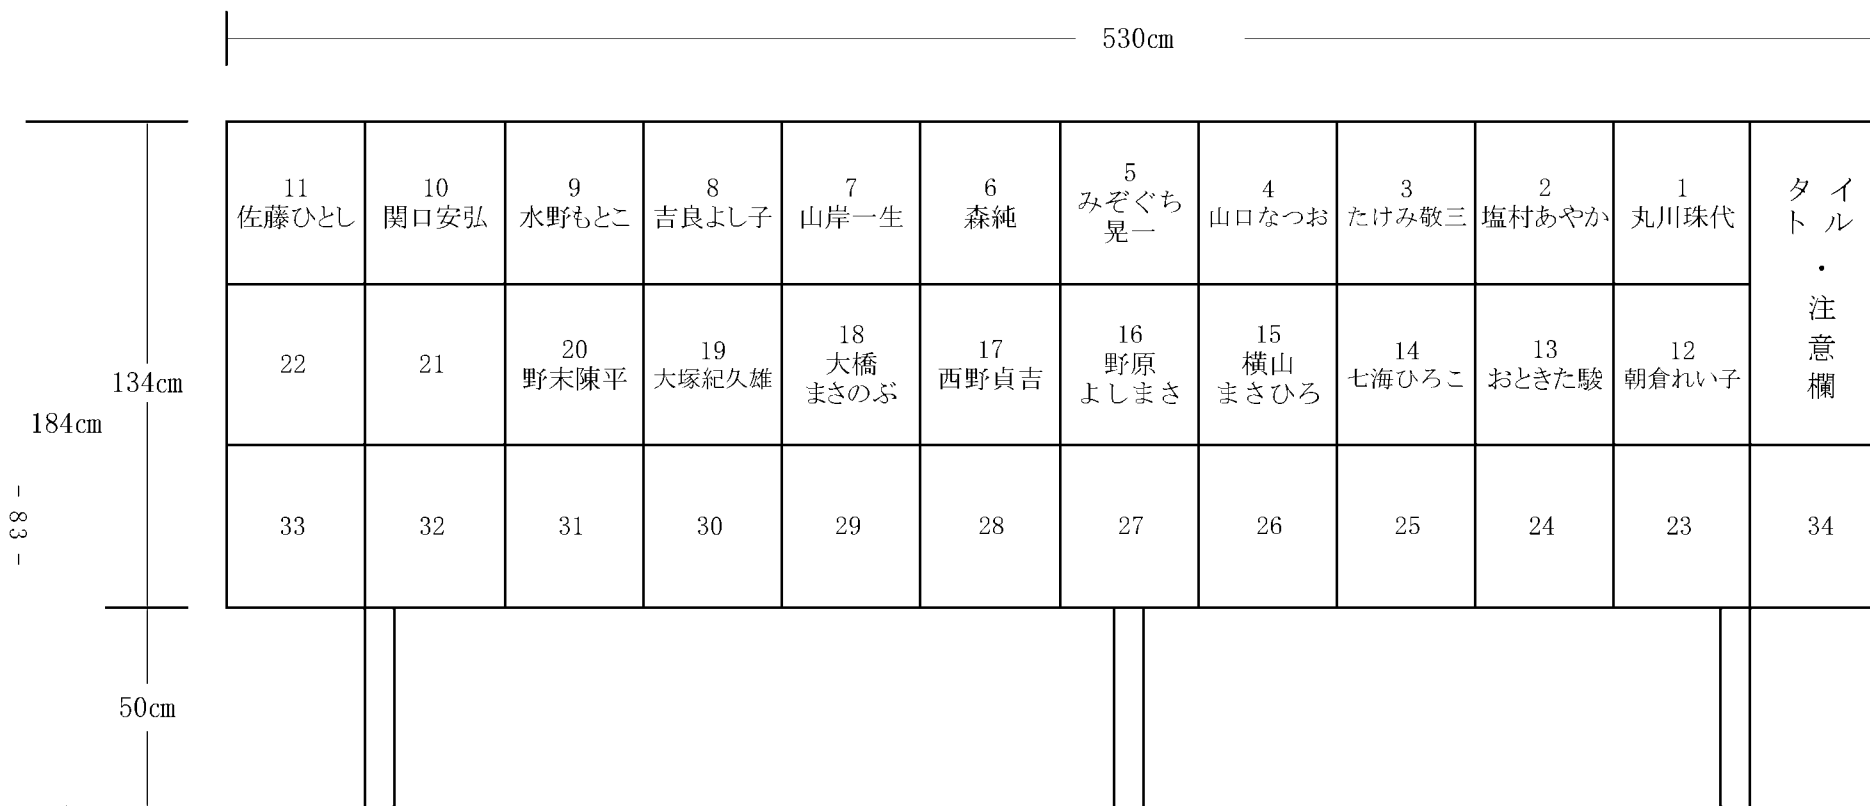 530cm
11
佐藤ひとし
10
関口安弘
9
水野もとこ
8
吉良よし子
7
山岸一生
6
森純
5
みぞぐち
晃一
4
山口なつお
3
たけみ敬三
2
塩村あやか
1
丸川珠代
タイトル・注意欄
22
21
20
野末陳平
19
大塚紀久雄
18
大橋
まさのぶ
17
西野貞吉
16
野原
よしまさ
15
横山
まさひろ
14
七海ひろこ
13
おときた駿
12
朝倉れい子
134cm
184cm
33
32
31
30
29
28
27
26
25
24
23
34
- 83 -
50cm